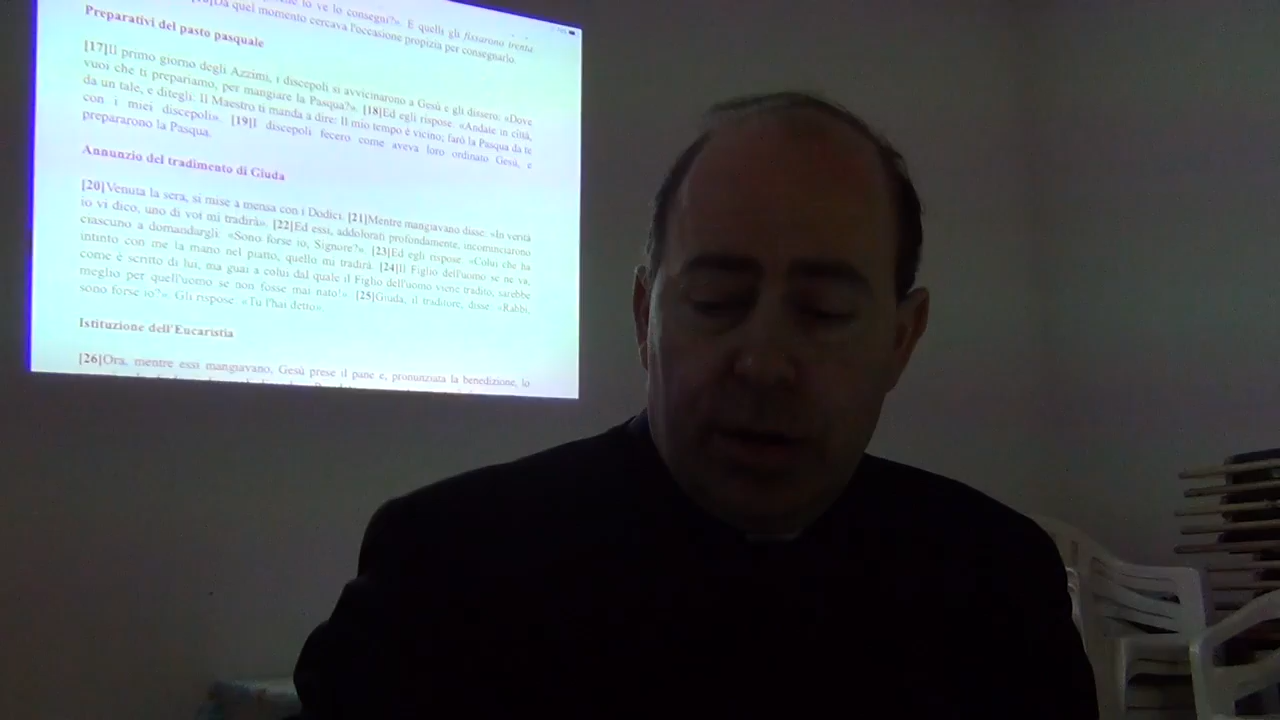 lo ve lo consegni?». E quelli gli fissarono trenta
Da quel momento cercava l'occasione propizia per consegnarlo.
Preparativi del pasto pasquale
[17]Il primo giorno degli Azzimi, i discepoli si avvicinarono a Gesù e gli dissero: «Dove
vuoi che ti prepariamo, per mangiare la Pasqua?». [18]Ed egli rispose: «Andate in città,
da un tale, e ditegli: Il Maestro ti manda a dire: Il mio tempo è vicino; farò la Pasqua da te
con i miei discepoli». [19]I discepoli fecero come aveva loro ordinato Gesù, e
prepararono la Pasqua.
Annunzio del tradimento di Giuda
[20]Venuta la sera, si mise a mensa con i Dodici. [21]Mentre mangiavano disse: «In verità
io vi dico, uno di voi mi tradirà». [22]Ed essi, addolorati profondamente, incominciarono
ciascuno a domandargli: «Sono forse io, Signore?». [23]Ed egli rispose: «Colui che ha
intinto con me la mano nel piatto, quello mi tradirà. [24]Il Figlio dell'uomo se ne va,
come è scritto di lui, ma guai a colui dal quale il Figlio dell'uomo viene tradito; sarebbe
meglio per quell'uomo se non fosse mai nato!». [25]Giuda, il traditore, disse: «Rabbì,
sono forse io?». Gli rispose: «Tu l'hai detto».
Istituzione dell'Eucaristia
[26]Ora, mentre essi mangiavano, Gesù prese il pane e, pronunziata la benedizione, lo